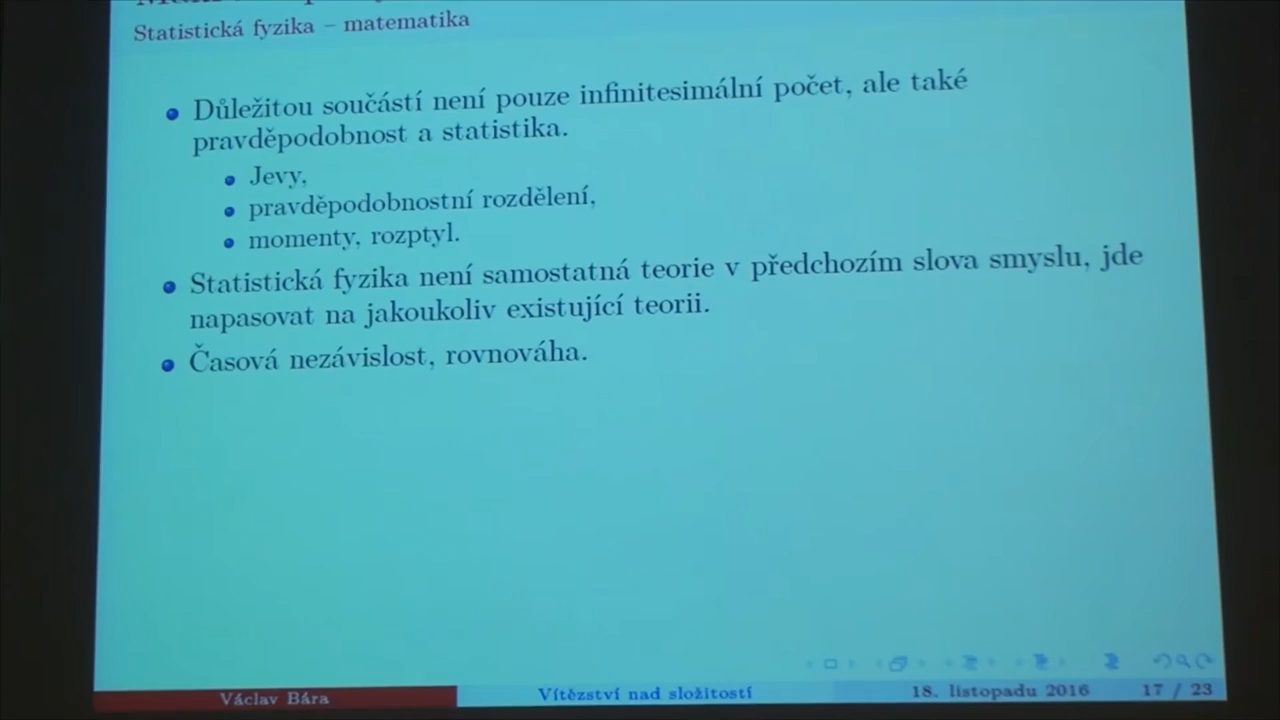 Statistická fyzika – matematika
Důležitou součástí není pouze infinitesimální počet, ale také
pravděpodobnost a statistika.
Jevy,
pravděpodobnostní rozdělení,
momenty, rozptyl.
Statistická fyzika není samostatná teorie v předchozím slova smyslu, jde
napasovat na jakoukoliv existující teorii.
Časová nezávislost, rovnováha.
Václav Bára
Vítězství nad složitostí
18. listopadu 2016
17 / 23